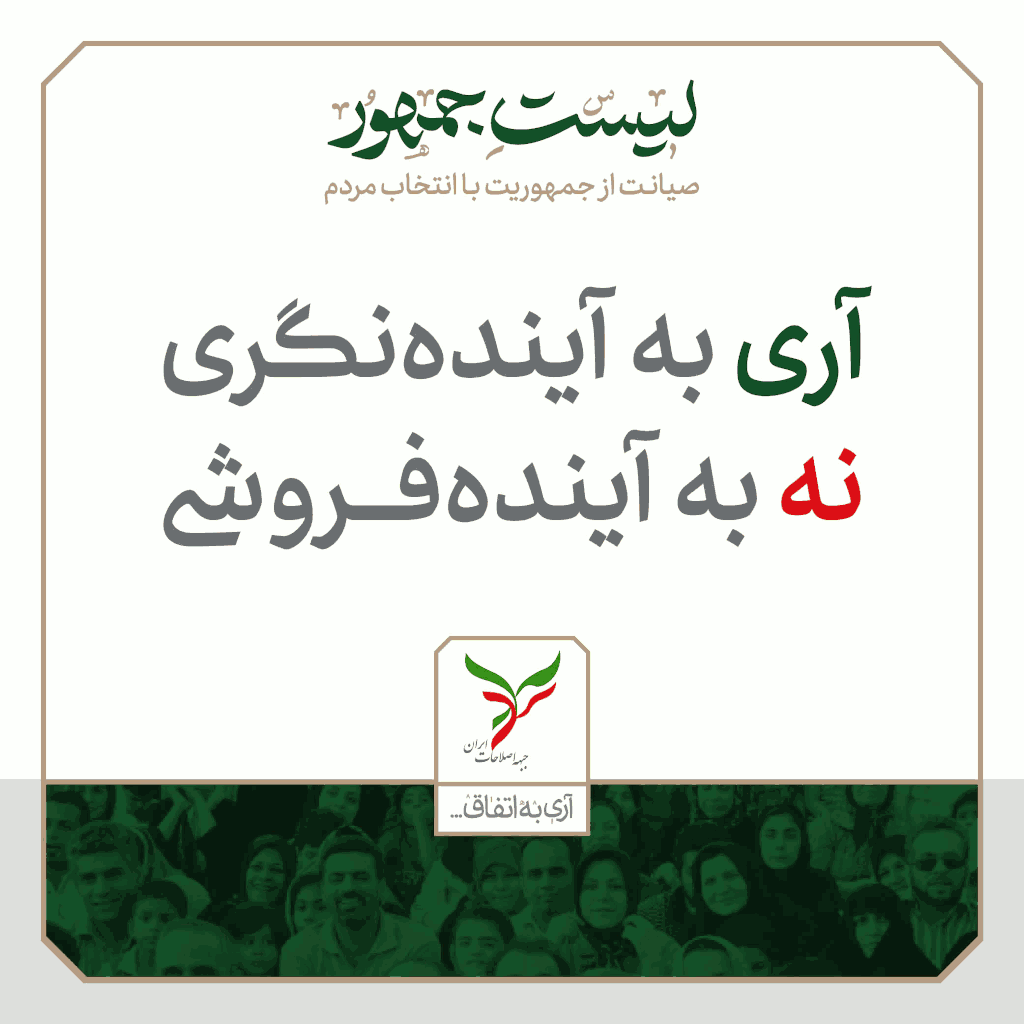 لیستِ جمهور
صیانت از جمهوریت با انتخاب مردم
آری به آینده‌نگری
نه به آینده‌فروشی
جبهه اصلاحات ایران
آری به اتفاق...